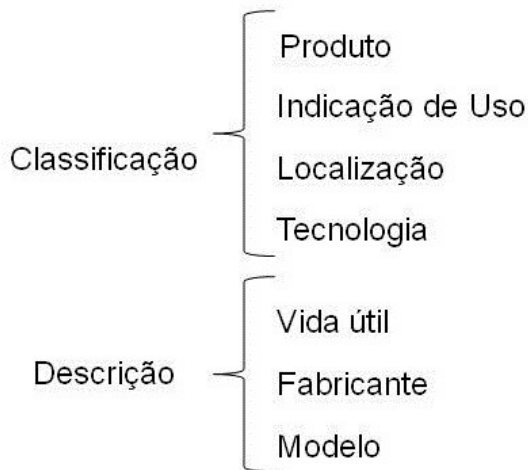 Classificação
Produto
Indicação de Uso
Localização
Tecnologia
Descrição
Vida útil
Fabricante
Modelo